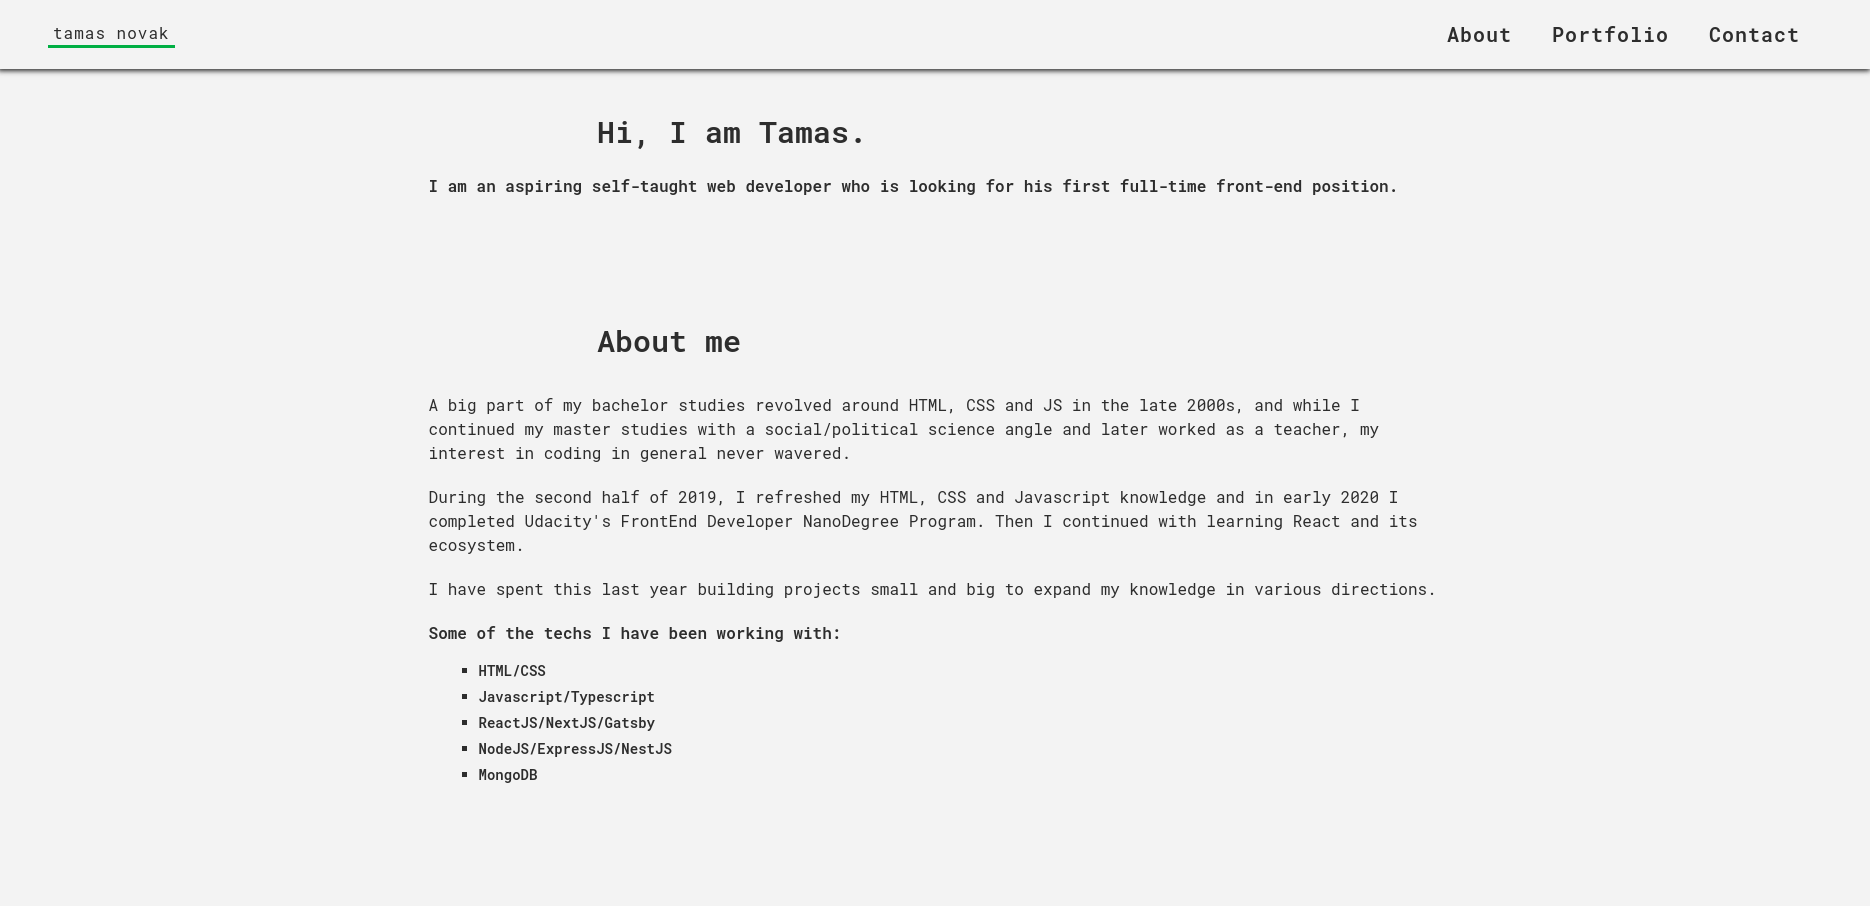 tamas novak
About Portfolio Contact
Hi, I am Tamas.
I am an aspiring self-taught web developer who is looking for his first full-time front-end position.
About me
A big part of my bachelor studies revolved around HTML, CSS and JS in the late 2000s, and while I
continued my master studies with a social/political science angle and later worked as a teacher, my
interest in coding in general never wavered.
During the second half of 2019, I refreshed my HTML, CSS and Javascript knowledge and in early 2020 I
completed Udacity's FrontEnd Developer NanoDegree Program. Then I continued with learning React and its
ecosystem.
I have spent this last year building projects small and big to expand my knowledge in various directions.
Some of the techs I have been working with:
HTML/CSS
Javascript/Typescript
ReactJS/NextJS/Gatsby
NodeJS/ExpressJS/NestJS
MongoDB